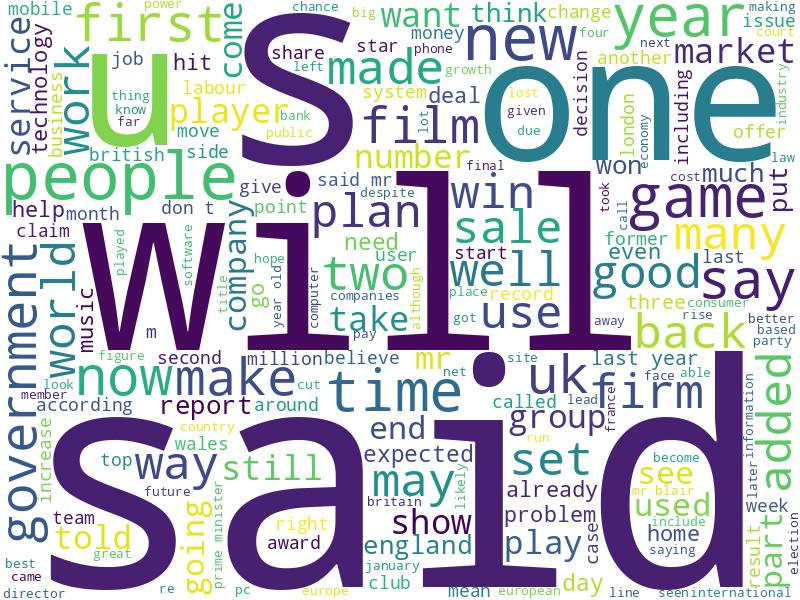 mobile
power
chance
big
want
think
change
year
making
issue
court
first
come
S
new
four
service
technology
job
hit
share
star
money
phone
made
left
growth
next
another
market
u
one
work
business
thing
know
far
labour
player
system
deal
lost
given
due
decision
london
economy
including
industry
offer
law
bank
public
film
lot
move
british
side
number
final
won
cost
much
put
people
give
said mr
despite
win
took
call
game
help
month
don t
point
plan
sale
former
many
claim
will
company
need
user
start
even
last
government
world
music
played
software
title
go
hope
year old
computer
two
companies
although
well
place
record
got
good
say
three
consumer
m
take
pay
use
away
back
rise
better
based
party
figure
second
million
believe
mr
site
last year
look
member
now
make
cut
time
net
uk
lead
france
firm
face
able
according
report
around
called
group
added
information
later
increase
country
wales
end
run
top
way
still
expected
set
become
see
mr blair
future
may
likely
already
used
include
week
team
told
going
prime minister
right
award
britain
show
problem
case
home
saying
part
result
election
great
said
england
play
day
best
came
director
re
pc
europe
january
club
mean
european
line
seen
international